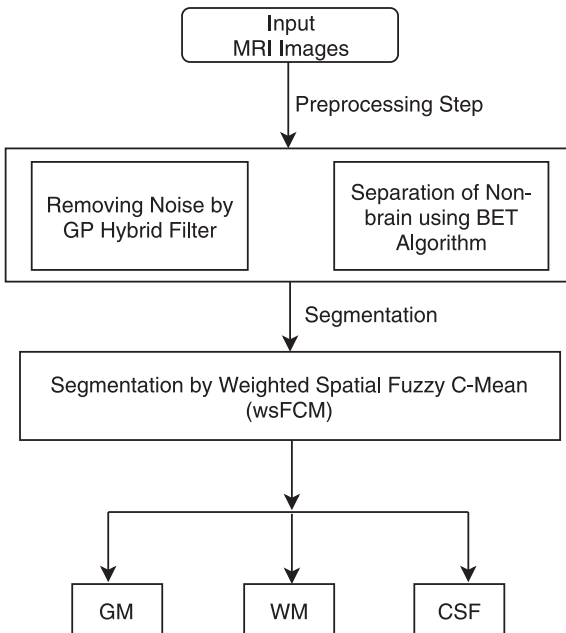 Input
MRI Images
Preprocessing Step
Removing Noise by
GP Hybrid Filter
Separation of Non-
brain using BET
Algorithm
Segmentation
Segmentation by Weighted Spatial Fuzzy C-Mean
(wsFCM)
GM
WM
CSF